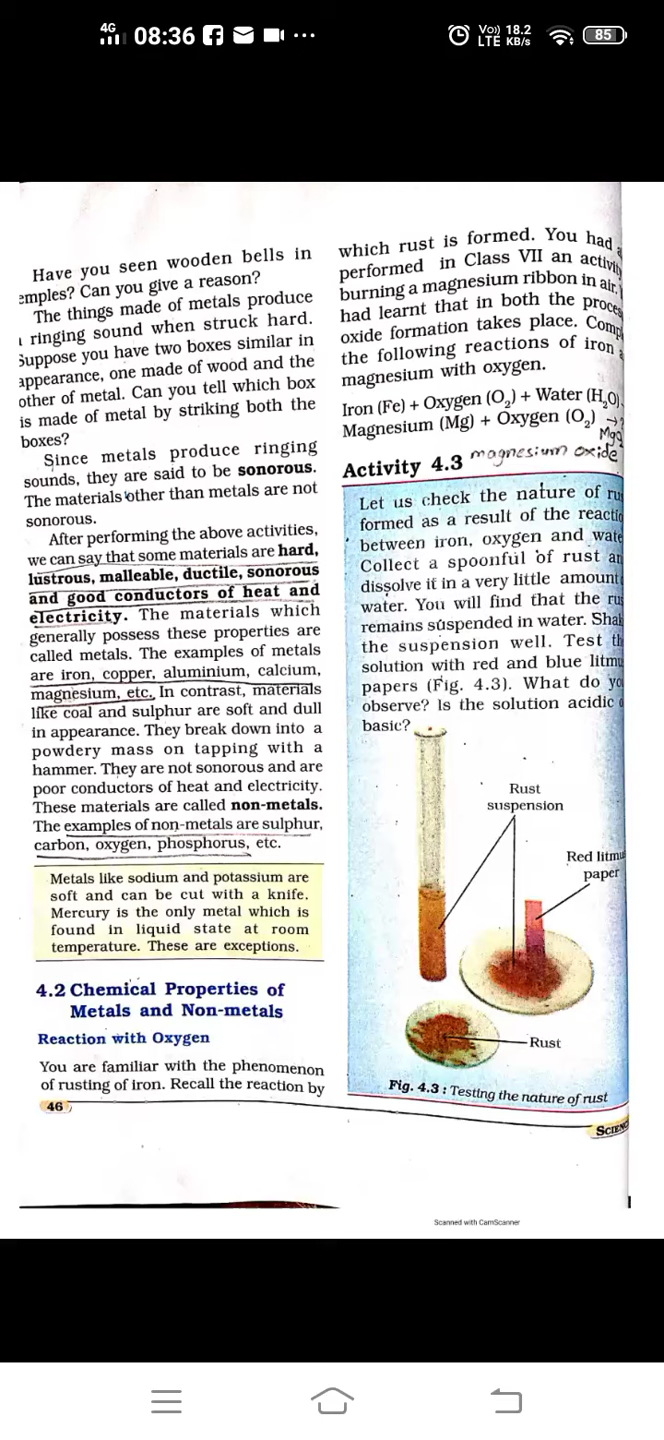 4G 08:36 ...
Vo)) LTE 18.2 KB/s 85
Have you seen wooden bells in
emples? Can you give a reason?
The things made of metals produce
ringing sound when struck hard.
Suppose you have two boxes similar in
appearance, one made of wood and the
other of metal. Can you tell which box
is made of metal by striking both the
boxes?
Since metals produce ringing
sounds, they are said to be sonorous.
The materials other than metals are not
sonorous.
After performing the above activities,
we can say that some materials are hard,
lustrous, malleable, ductile, sonorous
and good conductors of heat and
electricity. The materials which
generally possess these properties are
called metals. The examples of metals
are iron, copper, aluminium, calcium,
magnesium, etc. In contrast, materials
like coal and sulphur are soft and dull
in appearance. They break down into a
powdery mass on tapping with a
hammer. They are not sonorous and are
poor conductors of heat and electricity.
These materials are called non-metals.
The examples of non-metals are sulphur,
carbon, oxygen, phosphorus, etc.
Metals like sodium and potassium are
soft and can be cut with a knife.
Mercury is the only metal which is
found in liquid state at room
temperature. These are exceptions.
4.2 Chemical Properties of
Metals and Non-metals
Reaction with Oxygen
You are familiar with the phenomenon
of rusting of iron. Recall the reaction by
46
which rust is formed. You had
performed in Class VII an activity
burning a magnesium ribbon in air.
had learnt that in both the proces
oxide formation takes place. Comp
the following reactions of iron
magnesium with oxygen.
Iron (Fe) + Oxygen (O₂) + Water (H₂O)
Magnesium (Mg) + Oxygen (O₂) → ?
MgO
magnesium oxide
Activity 4.3
Let us check the nature of ru
formed as a result of the reactio
between iron, oxygen and wate
Collect a spoonful of rust an
dissolve it in a very little amount
water. You will find that the rus
remains suspended in water. Shak
the suspension well. Test th
solution with red and blue litmu
papers (Fig. 4.3). What do yo
observe? Is the solution acidic o
basic?
Rust
suspension
Red litmu
paper
Rust
Fig. 4.3 : Testing the nature of rust
SCIENC
Scanned with CamScanner